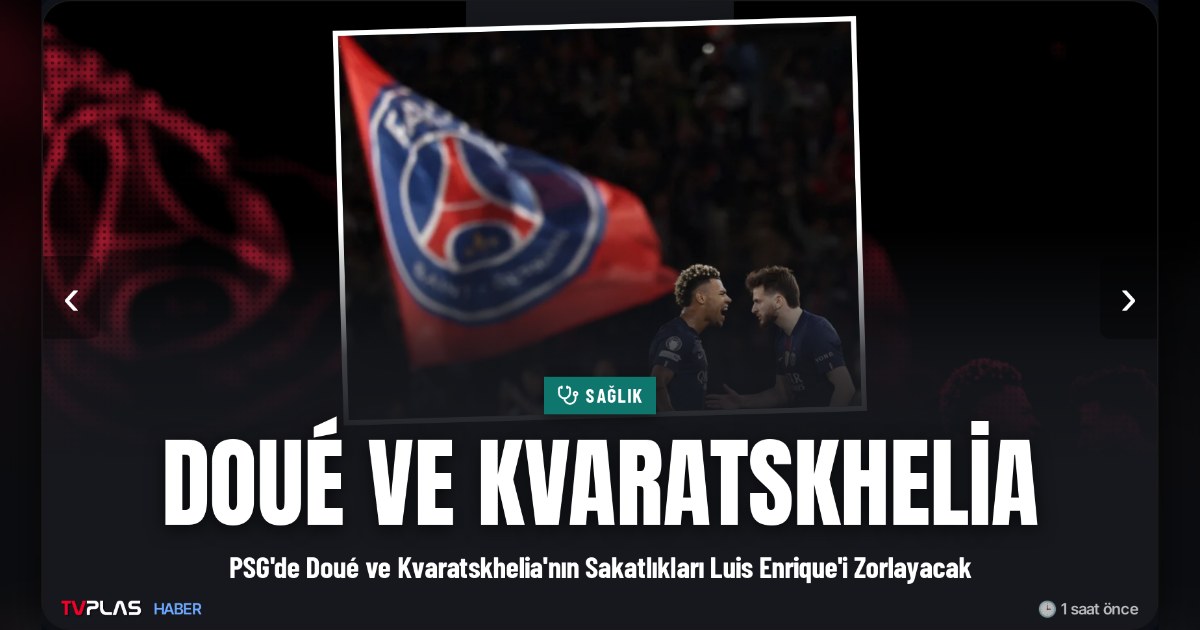 SAĞLIK
DOUÉ VE KVARATSKHELİA
PSG'de Doué ve Kvaratskhelia'nın Sakatlıkları Luis Enrique'i Zorlayacak
TVPLAS HABER
1 saat önce